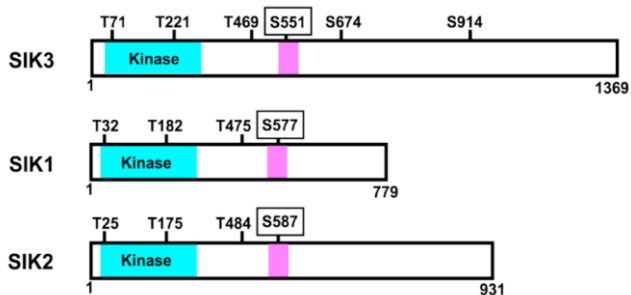 T71 T221 T469 S551 S674 S914
SIK3 Kinase
1 1369
T32 T182 T475 S577
SIK1 Kinase
1 779
T25 T175 T484 S587
SIK2 Kinase
1 931